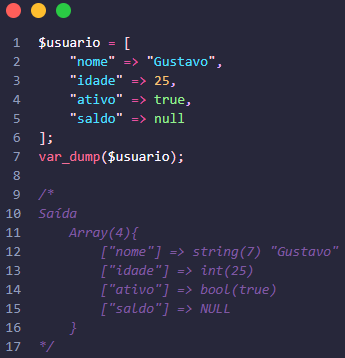 1 $usuario = [
2     "nome" => "Gustavo",
3     "idade" => 25,
4     "ativo" => true,
5     "saldo" => null
6 ];
7 var_dump($usuario);
8
9 /*
10 Saída
11     Array(4){
12         ["nome"] => string(7) "Gustavo"
13         ["idade"] => int(25)
14         ["ativo"] => bool(true)
15         ["saldo"] => NULL
16     }
17 */